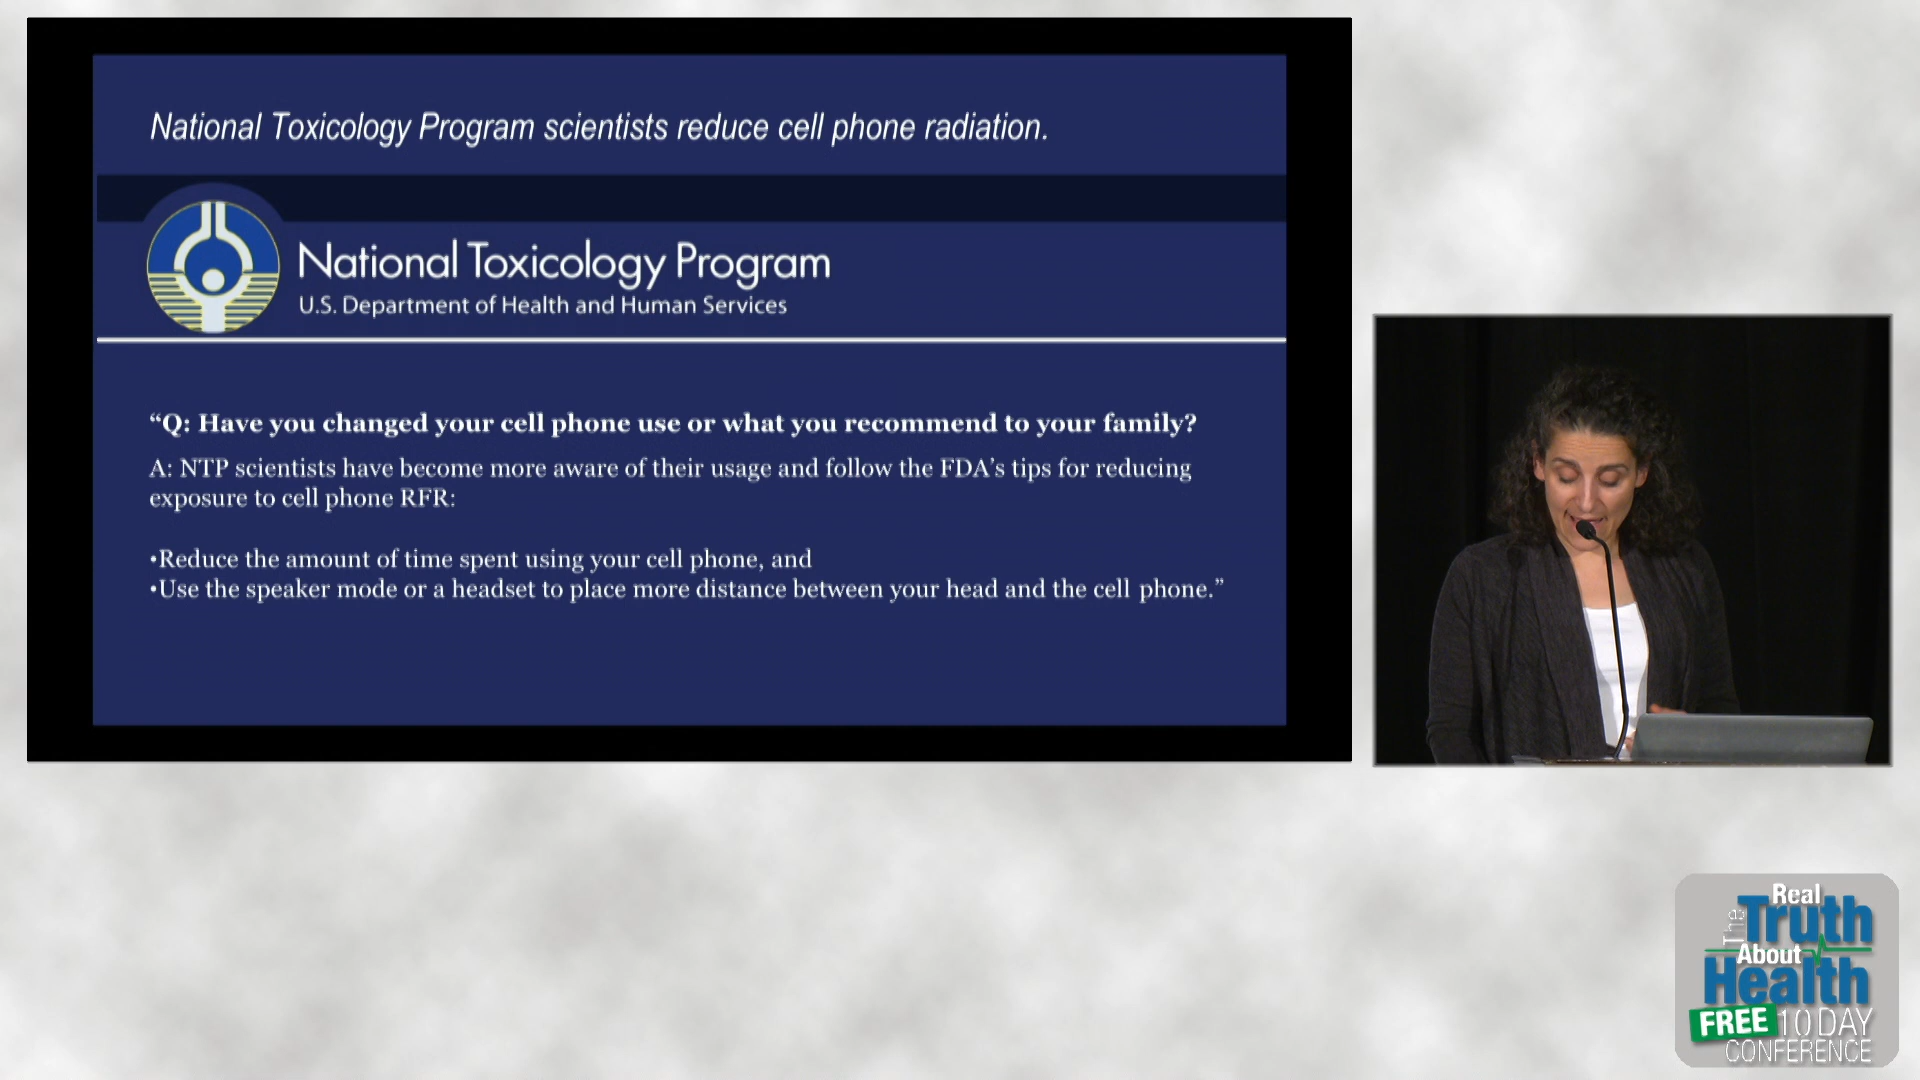 National Toxicology Program scientists reduce cell phone radiation.
National Toxicology Program
U.S. Department of Health and Human Services
“Q: Have you changed your cell phone use or what you recommend to your family?
A: NTP scientists have become more aware of their usage and follow the FDA’s tips for reducing
exposure to cell phone RFR:
•Reduce the amount of time spent using your cell phone, and
•Use the speaker mode or a headset to place more distance between your head and the cell phone.”
The Real
Truth
About
Health
FREE 10 DAY
CONFERENCE